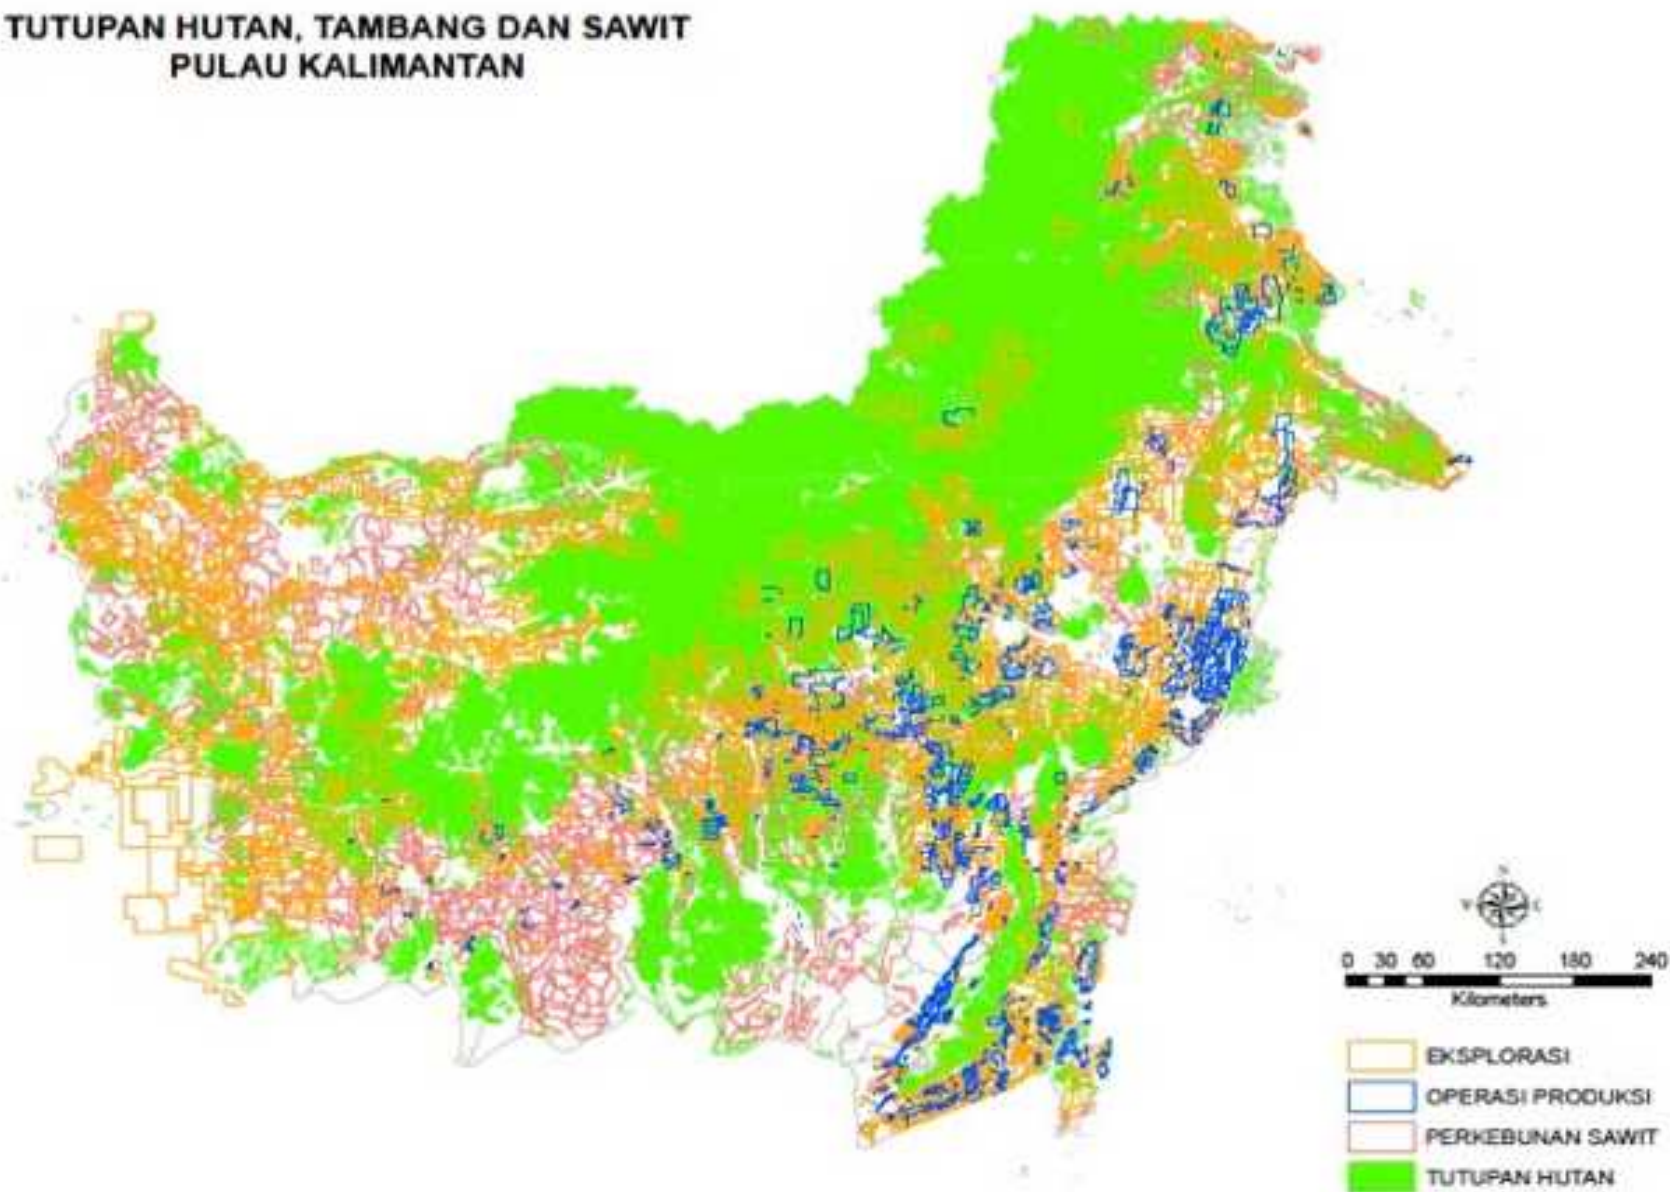 TUTUPAN HUTAN, TAMBANG DAN SAWIT
PULAU KALIMANTAN
0 30 60 120 180 240
Kilometers
EKSPLORASI
OPERASI PRODUKSI
PERKEBUNAN SAWIT
TUTUPAN HUTAN